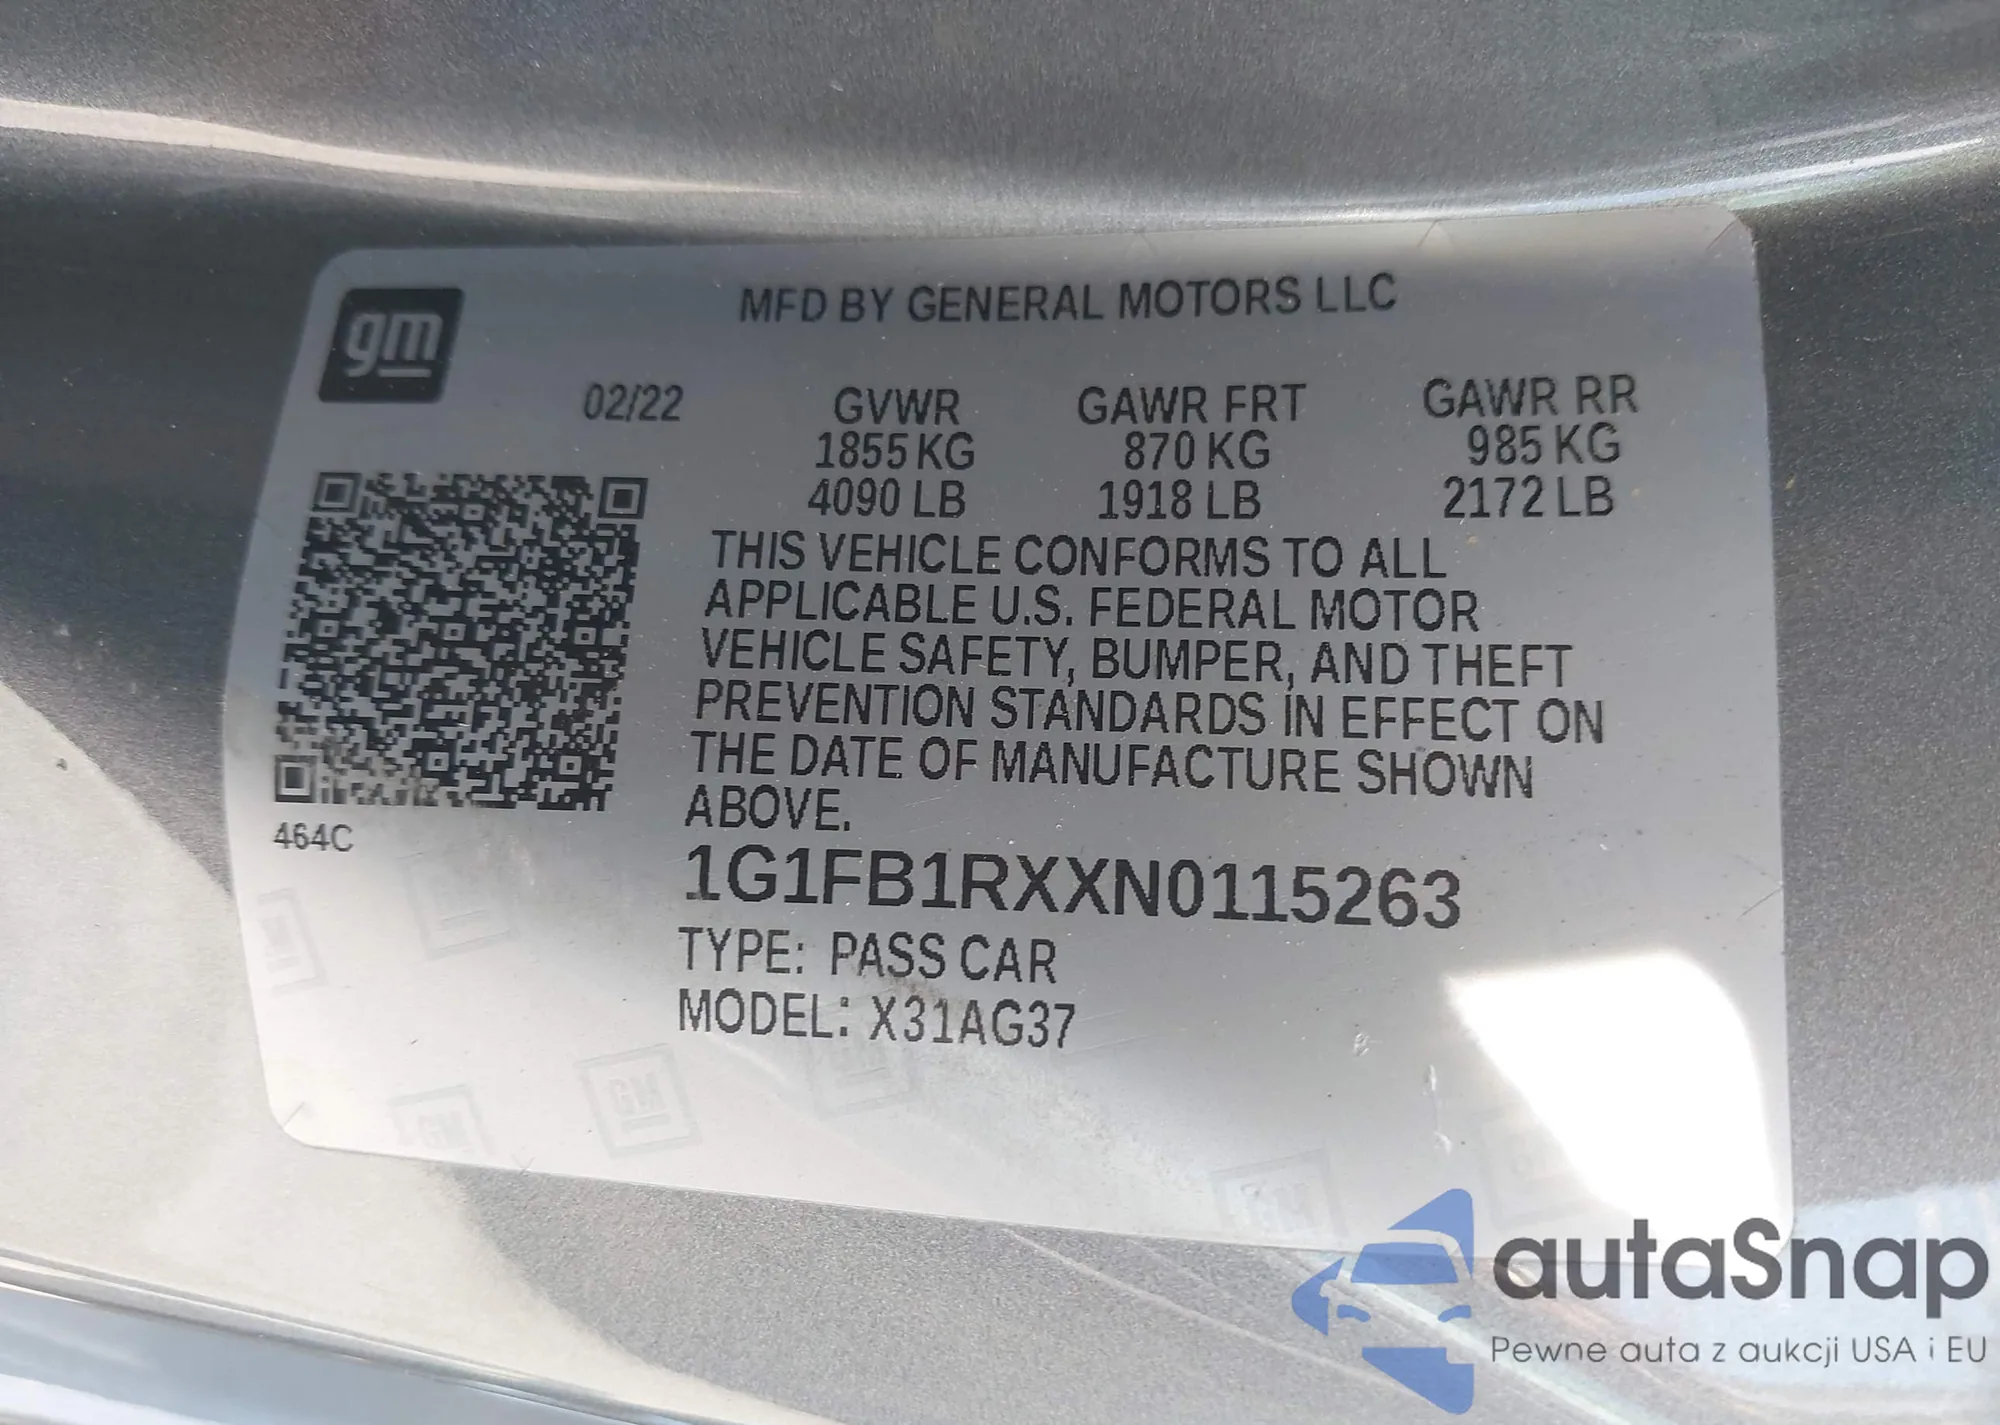 gm
MFD BY GENERAL MOTORS LLC
02/22
GVWR GAWR FRT GAWR RR
1855 KG 870 KG 985 KG
4090 LB 1918 LB 2172 LB
THIS VEHICLE CONFORMS TO ALL
APPLICABLE U.S. FEDERAL MOTOR
VEHICLE SAFETY, BUMPER, AND THEFT
PREVENTION STANDARDS IN EFFECT ON
THE DATE OF MANUFACTURE SHOWN
ABOVE.
464C
1G1FB1RXXN0115263
TYPE: PASS CAR
MODEL: X31AG37
GM
GM
GM
autaSnap
Pewne auta z aukcji USA i EU